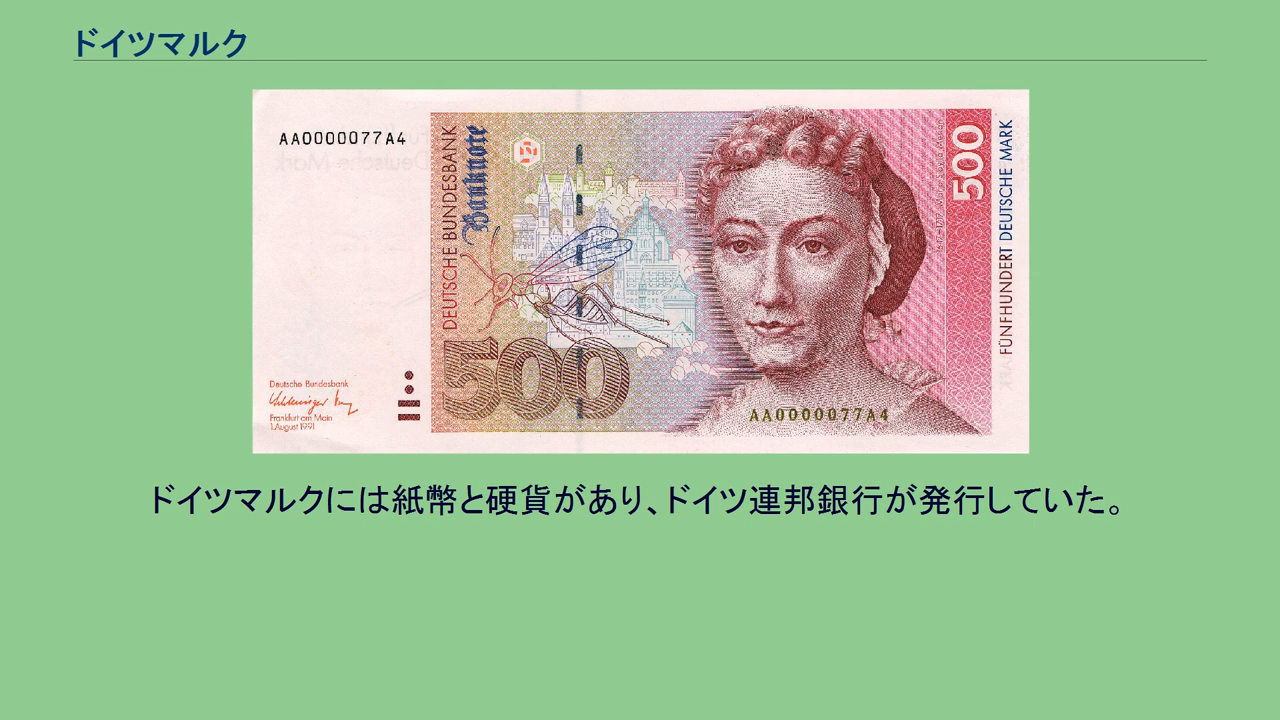 ドイツマルク
AA0000077A4
DEUTSCHE BUNDESBANK
Banknote
500
FÜNFHUNDERT DEUTSCHE MARK
500
Deutsche Bundesbank
Frankfurt am Main
1.August 1991
AA0000077A4
ドイツマルクには紙幣と硬貨があり、ドイツ連邦銀行が発行していた。